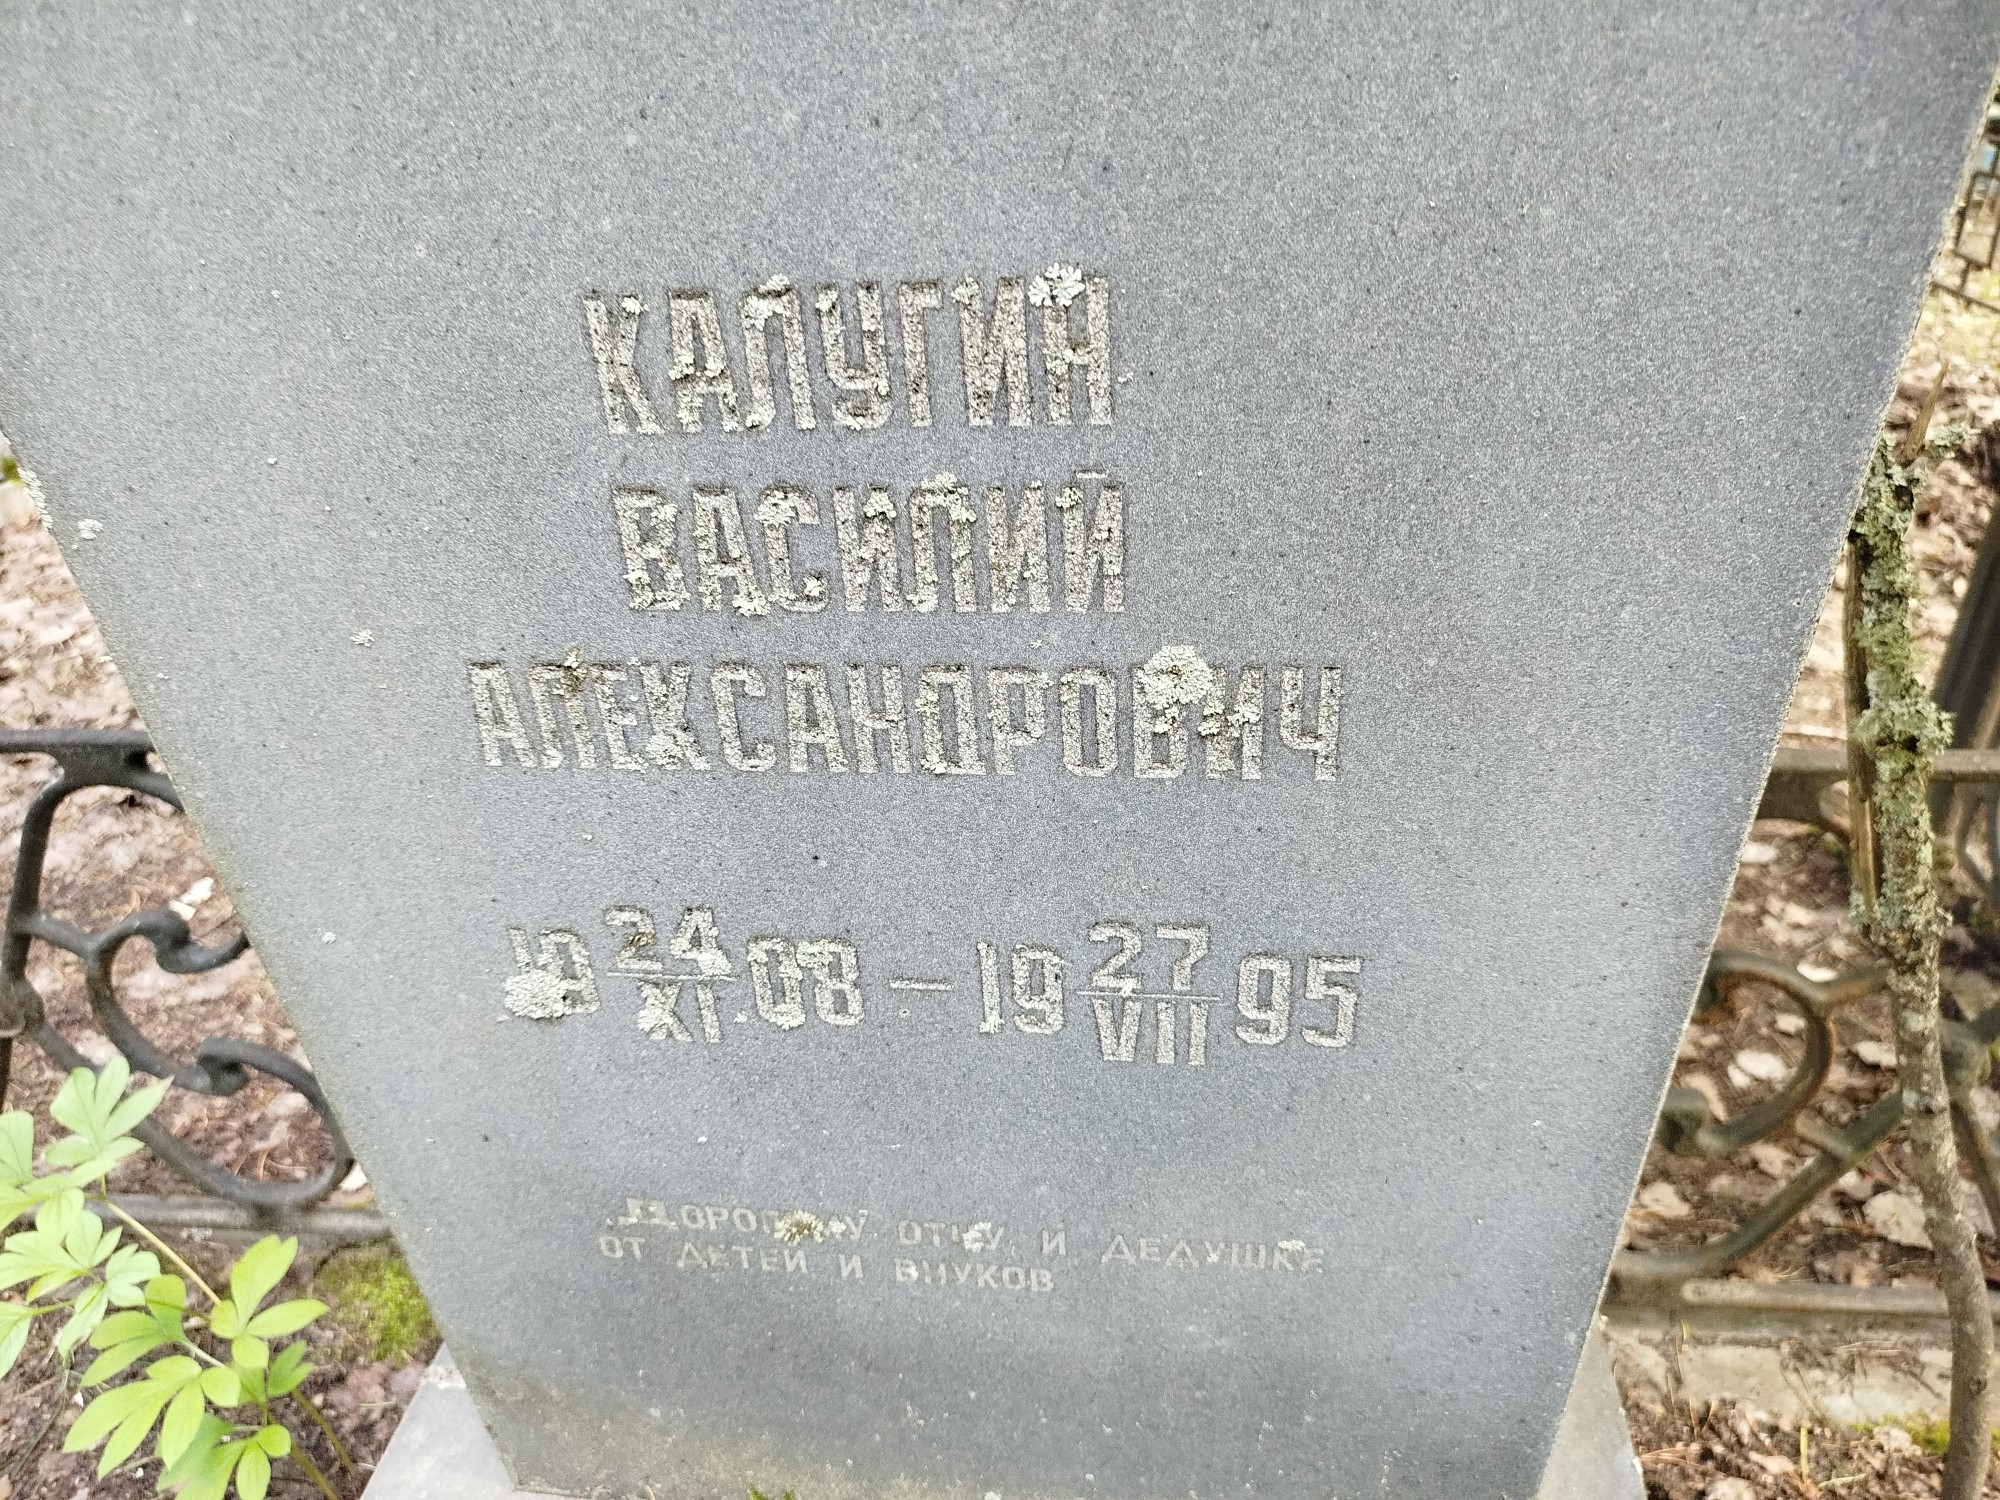 КАЛУГИН
ВАСИЛИЙ
АЛЕКСАНДРОВИЧ
19 24/XI 08 — 19 27/VII 95
ДОРОГОМУ ОТЦУ И ДЕДУШКЕ
ОТ ДЕТЕЙ И ВНУКОВ